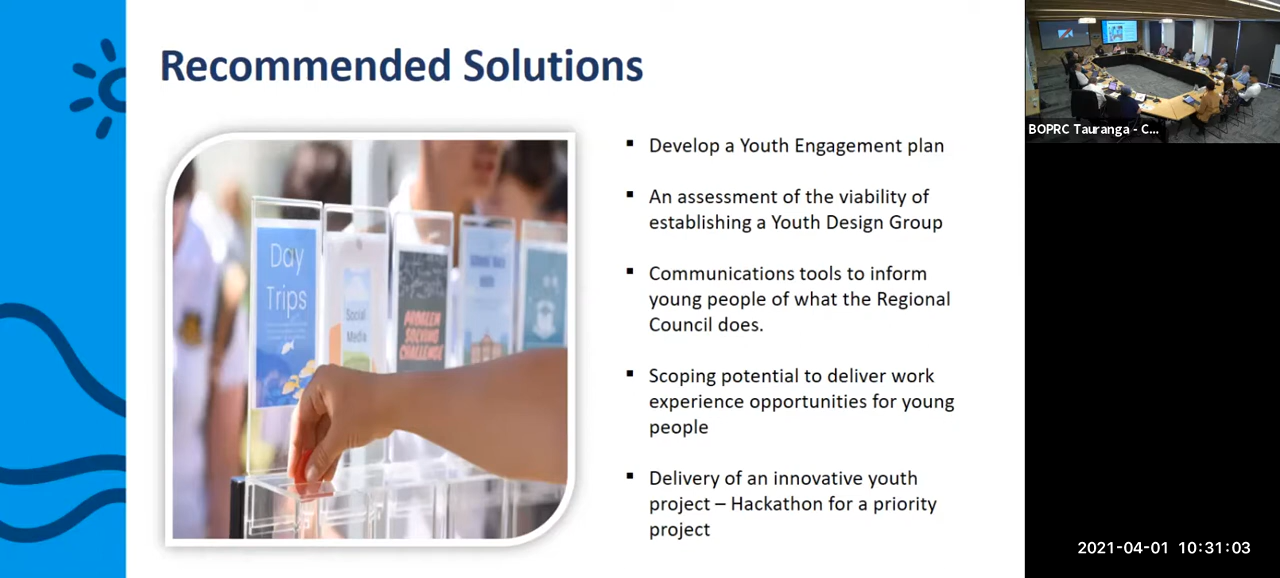 Recommended Solutions
Day
Trips
Social
Media
PROBLEM
SOLVING
CHALLENGE
▪ Develop a Youth Engagement plan
▪ An assessment of the viability of
establishing a Youth Design Group
▪ Communications tools to inform
young people of what the Regional
Council does.
▪ Scoping potential to deliver work
experience opportunities for young
people
▪ Delivery of an innovative youth
project – Hackathon for a priority
project
BOPRC Tauranga - C...
2021-04-01 10:31:03